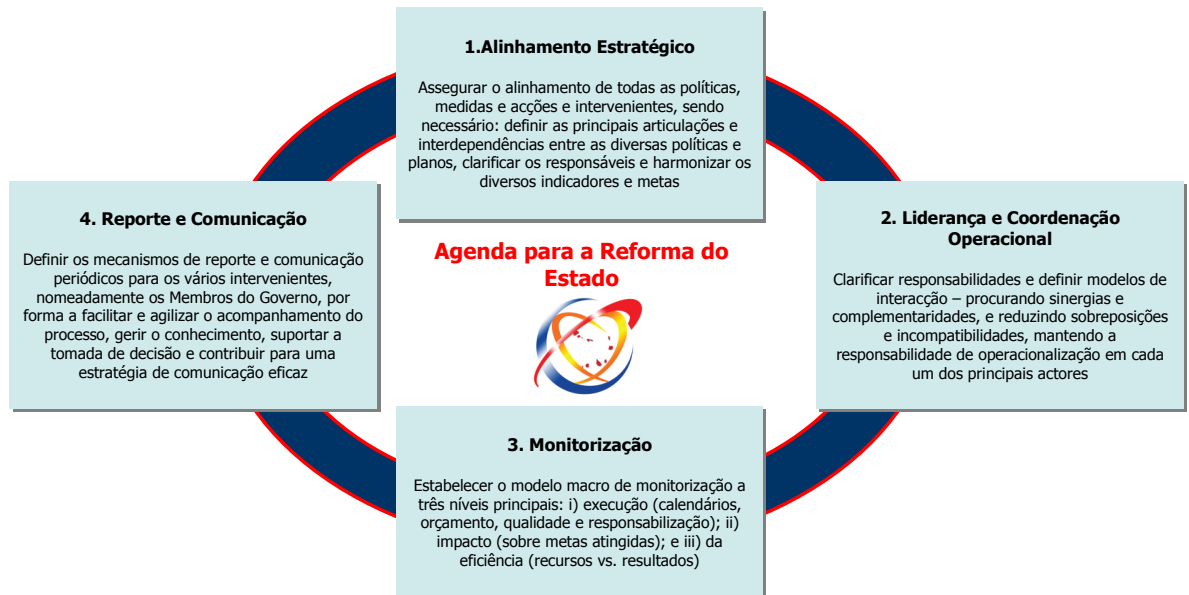 1.Alinhamento Estratégico
Assegurar o alinhamento de todas as políticas,
medidas e acções e intervenientes, sendo
necessário: definir as principais articulações e
interdependências entre as diversas políticas e
planos, clarificar os responsáveis e harmonizar os
diversos indicadores e metas
4. Reporte e Comunicação
Definir os mecanismos de reporte e comunicação
periódicos para os vários intervenientes,
nomeadamente os Membros do Governo, por
forma a facilitar e agilizar o acompanhamento do
processo, gerir o conhecimento, suportar a
tomada de decisão e contribuir para uma
estratégia de comunicação eficaz
Agenda para a Reforma do
Estado
2. Liderança e Coordenação
Operacional
Clarificar responsabilidades e definir modelos de
interacção – procurando sinergias e
complementaridades, e reduzindo sobreposições
e incompatibilidades, mantendo a
responsabilidade de operacionalização em cada
um dos principais actores
3. Monitorização
Estabelecer o modelo macro de monitorização a
três níveis principais: i) execução (calendários,
orçamento, qualidade e responsabilização); ii)
impacto (sobre metas atingidas); e iii) da
eficiência (recursos vs. resultados)